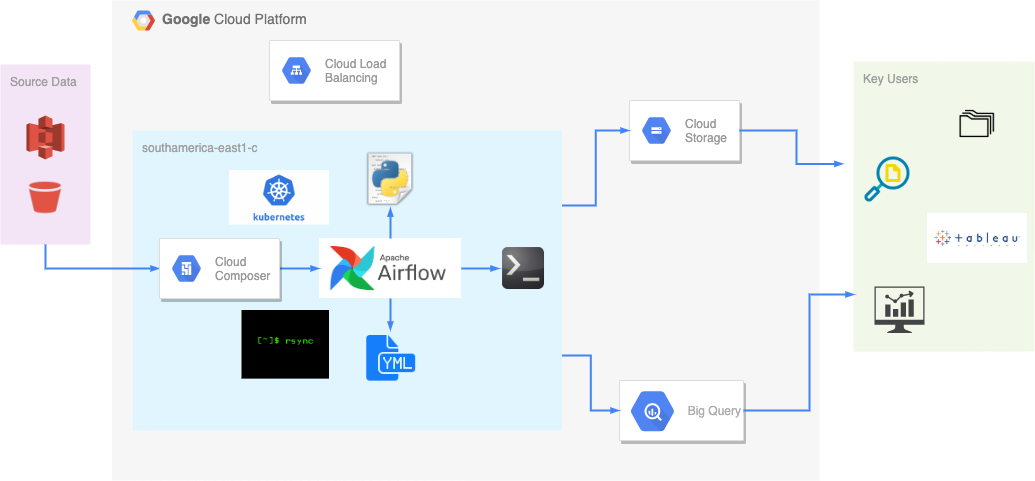 Google Cloud Platform
Source Data
Cloud Load
Balancing
Key Users
Cloud
Storage
southamerica-east1-c
kubernetes
Cloud
Composer
Apache
Airflow
+ableau
[~]$ rsync
YML
Big Query